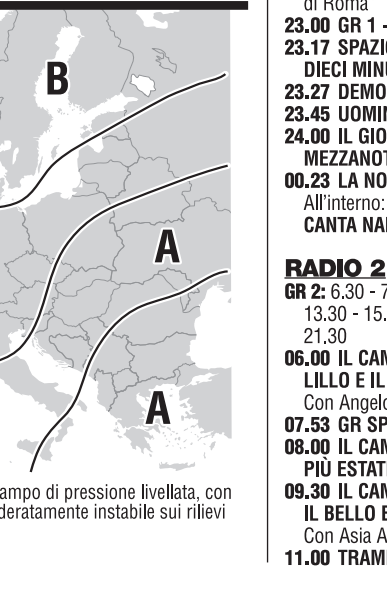 B
A
A
ampo di pressione livellata, con
deratamente instabile sui rilievi
di Roma
23.00 GR 1 -
23.17 SPAZI
DIECI MINU
23.27 DEMO
23.45 UOMIN
24.00 IL GIO
MEZZANOT
00.23 LA NO
All'interno:
CANTA NA
RADIO 2
GR 2: 6.30 - 7
13.30 - 15.
21.30
06.00 IL CAM
LILLO E IL
Con Angelo
07.53 GR SP
08.00 IL CAM
PIÙ ESTAT
09.30 IL CAM
IL BELLO E
Con Asia A
11.00 TRAM